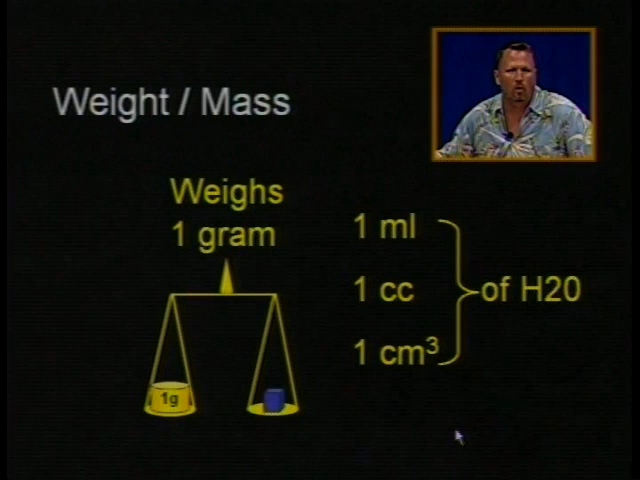 Weight / Mass
Weighs
1 gram
1 ml
1 cc
of H20
1 cm³
1g